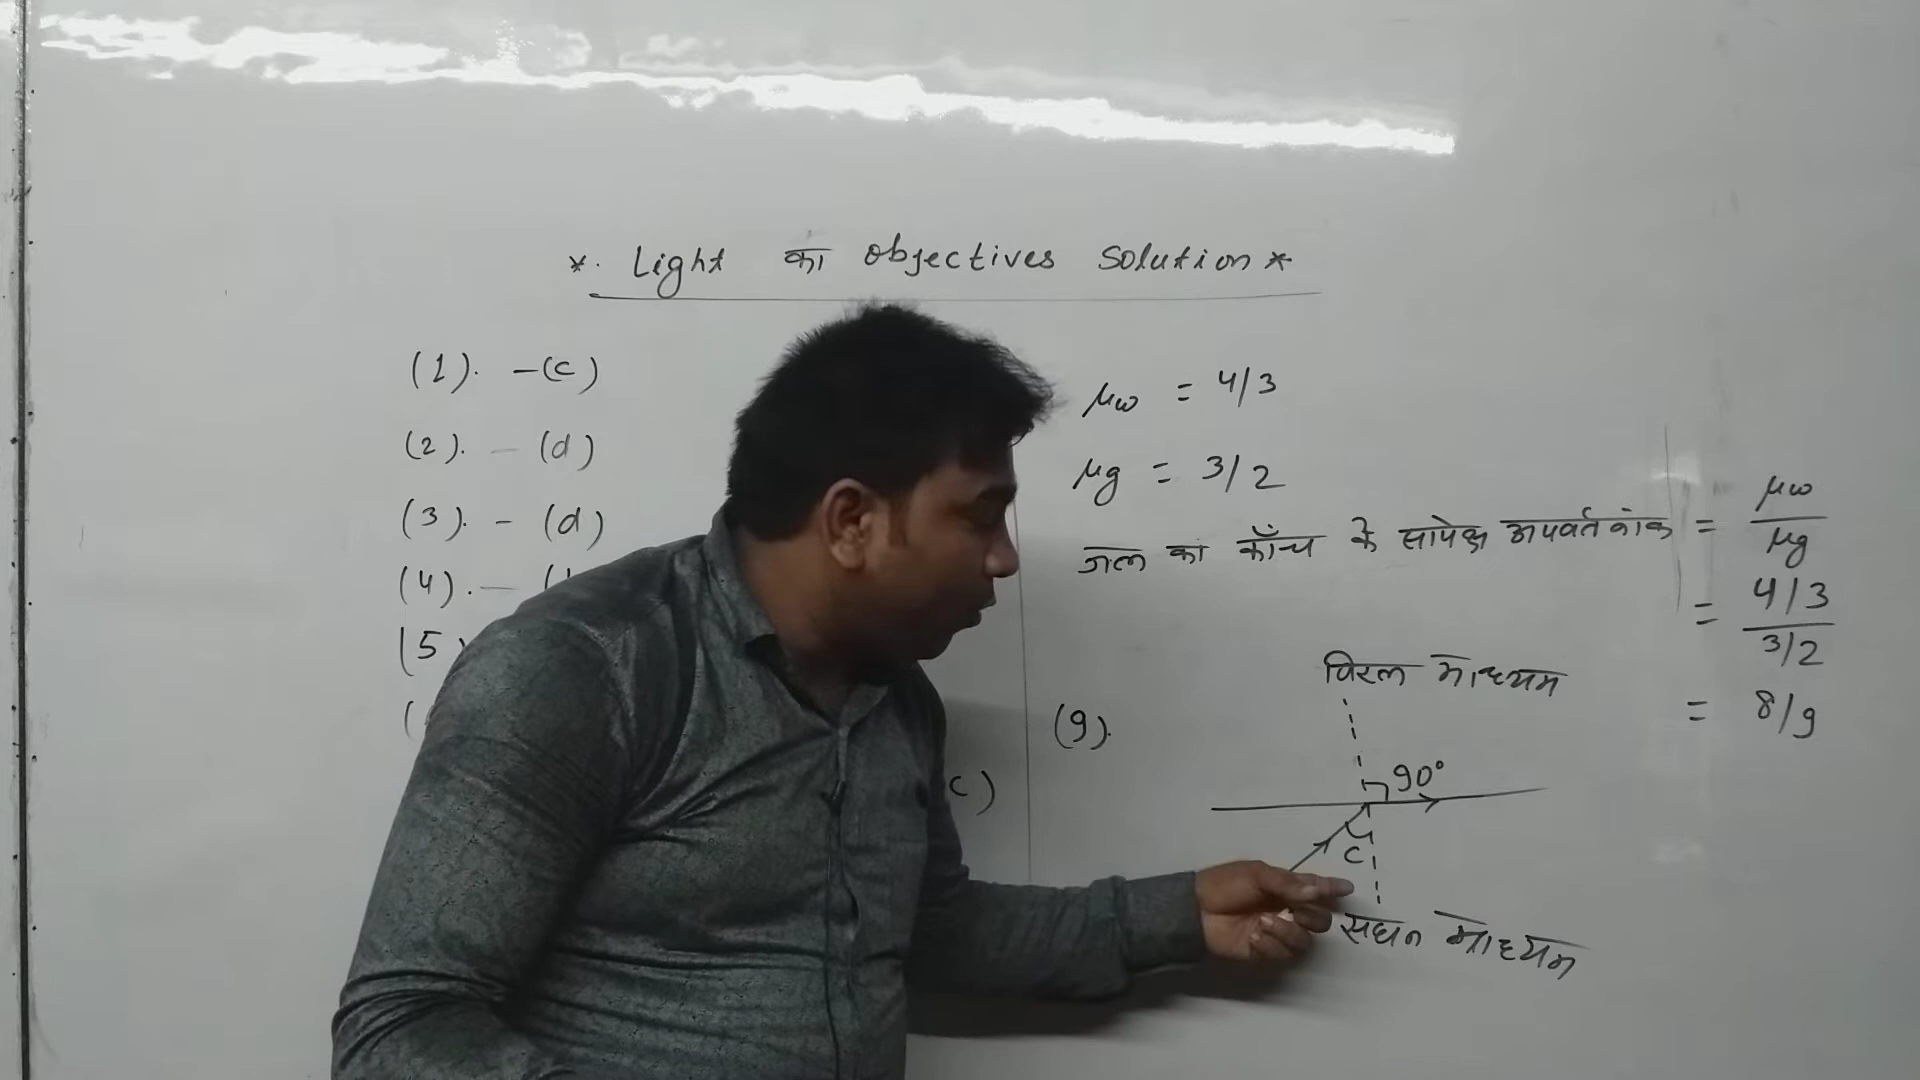 *. Light का objectives solution *
(1). - (c)
(2). - (d)
(3). - (d)
(4). -
(5
c)
μw = 4/3
μg = 3/2
जल का काँच के सापेक्ष अपवर्तनांक = μw / μg
= 4/3 / 3/2
= 8/9
(9).
विरल माध्यम
90°
C
सघन माध्यम